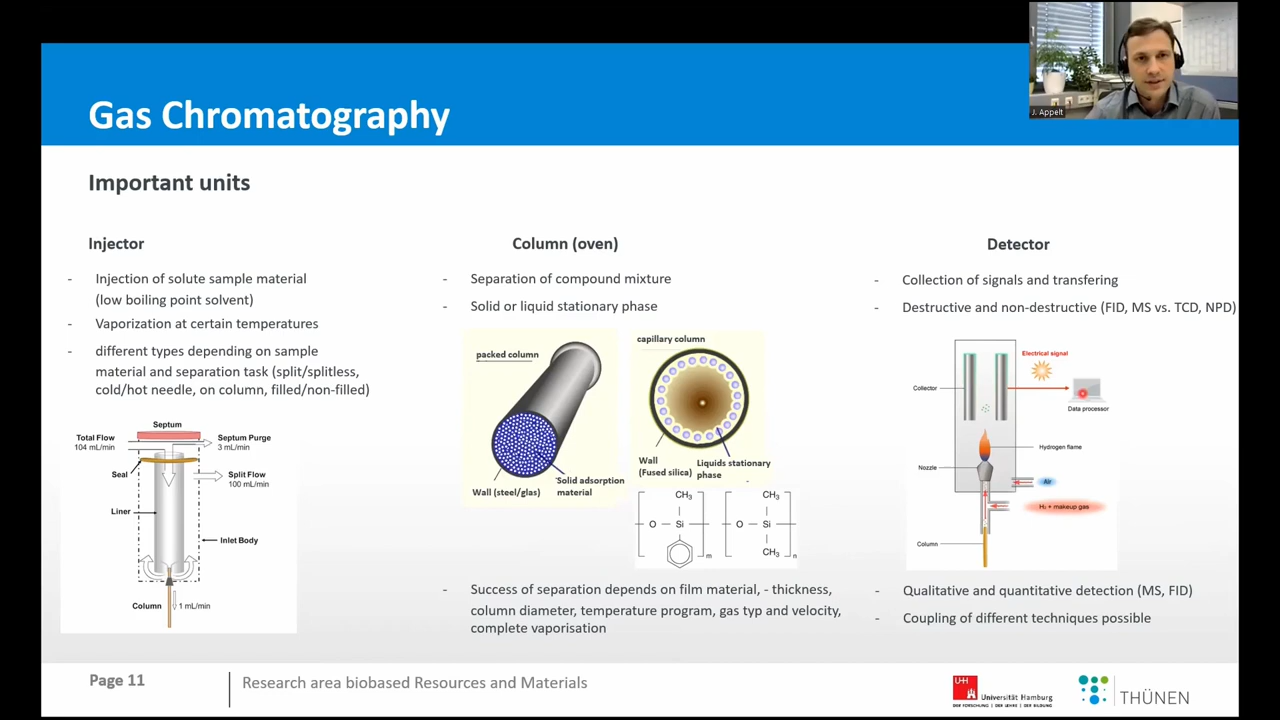 J. Appelt
Gas Chromatography
Important units
Injector
- Injection of solute sample material
(low boiling point solvent)
- Vaporization at certain temperatures
- different types depending on sample
material and separation task (split/splitless,
cold/hot needle, on column, filled/non-filled)
Septum
Total Flow
104 mL/min
Septum Purge
3 mL/min
Seal
Split Flow
100 mL/min
Liner
Inlet Body
Column
1 mL/min
Column (oven)
- Separation of compound mixture
- Solid or liquid stationary phase
packed column
Wall (steel/glas)
Solid adsorption
material
capillary column
Wall
(Fused silica)
Liquids stationary
phase
CH3
O
Si
m
CH3
O
Si
CH3
n
- Success of separation depends on film material, - thickness,
column diameter, temperature program, gas typ and velocity,
complete vaporisation
Detector
- Collection of signals and transfering
- Destructive and non-destructive (FID, MS vs. TCD, NPD)
Electrical signal
Collector
Data processor
Hydrogen flame
Nozzle
Air
H2 + makeup gas
Column
- Qualitative and quantitative detection (MS, FID)
- Coupling of different techniques possible
Page 11
Research area biobased Resources and Materials
UHH
Universität Hamburg
DER FORSCHUNG | DER LEHRE | DER BILDUNG
THÜNEN